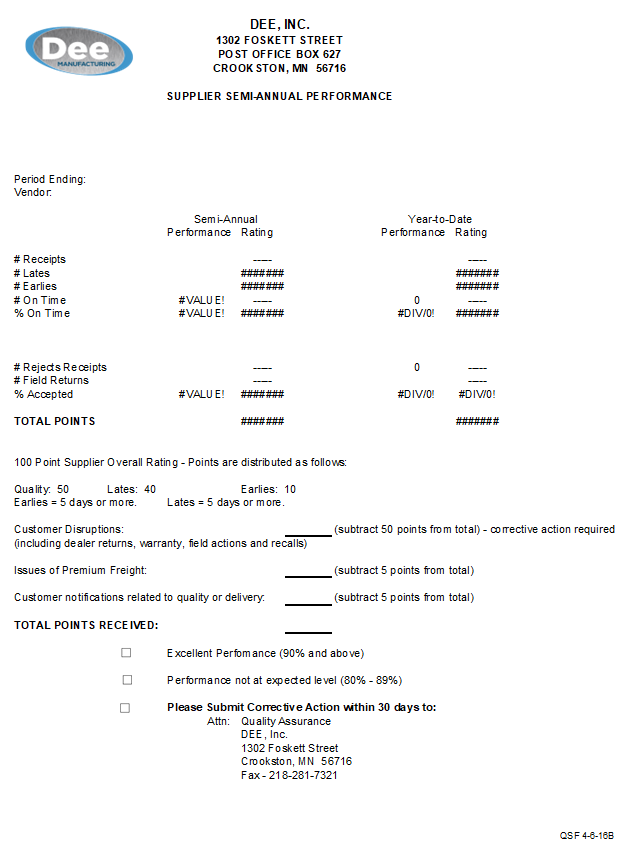 Dee
MANUFACTURING
DEE, INC.
1302 FOSKETT STREET
POST OFFICE BOX 627
CROOKSTON, MN 56716
SUPPLIER SEMI-ANNUAL PERFORMANCE
Period Ending:
Vendor:
Semi-Annual Year-to-Date
Performance Rating Performance Rating
# Receipts ----- -----
# Lates ####### #######
# Earlies ####### #######
# On Time #VALUE! ----- 0 -----
% On Time #VALUE! ####### #DIV/0! #######
# Rejects Receipts ----- 0 -----
# Field Returns ----- -----
% Accepted #VALUE! ####### #DIV/0! #DIV/0!
TOTAL POINTS ####### #######
100 Point Supplier Overall Rating - Points are distributed as follows:
Quality: 50 Lates: 40 Earlies: 10
Earlies = 5 days or more. Lates = 5 days or more.
Customer Disruptions: (subtract 50 points from total) - corrective action required
(including dealer returns, warranty, field actions and recalls)
Issues of Premium Freight: (subtract 5 points from total)
Customer notifications related to quality or delivery: (subtract 5 points from total)
TOTAL POINTS RECEIVED:
Excellent Perfomance (90% and above)
Performance not at expected level (80% - 89%)
Please Submit Corrective Action within 30 days to:
Attn: Quality Assurance
DEE, Inc.
1302 Foskett Street
Crookston, MN 56716
Fax - 218-281-7321
QSF 4-6-16B